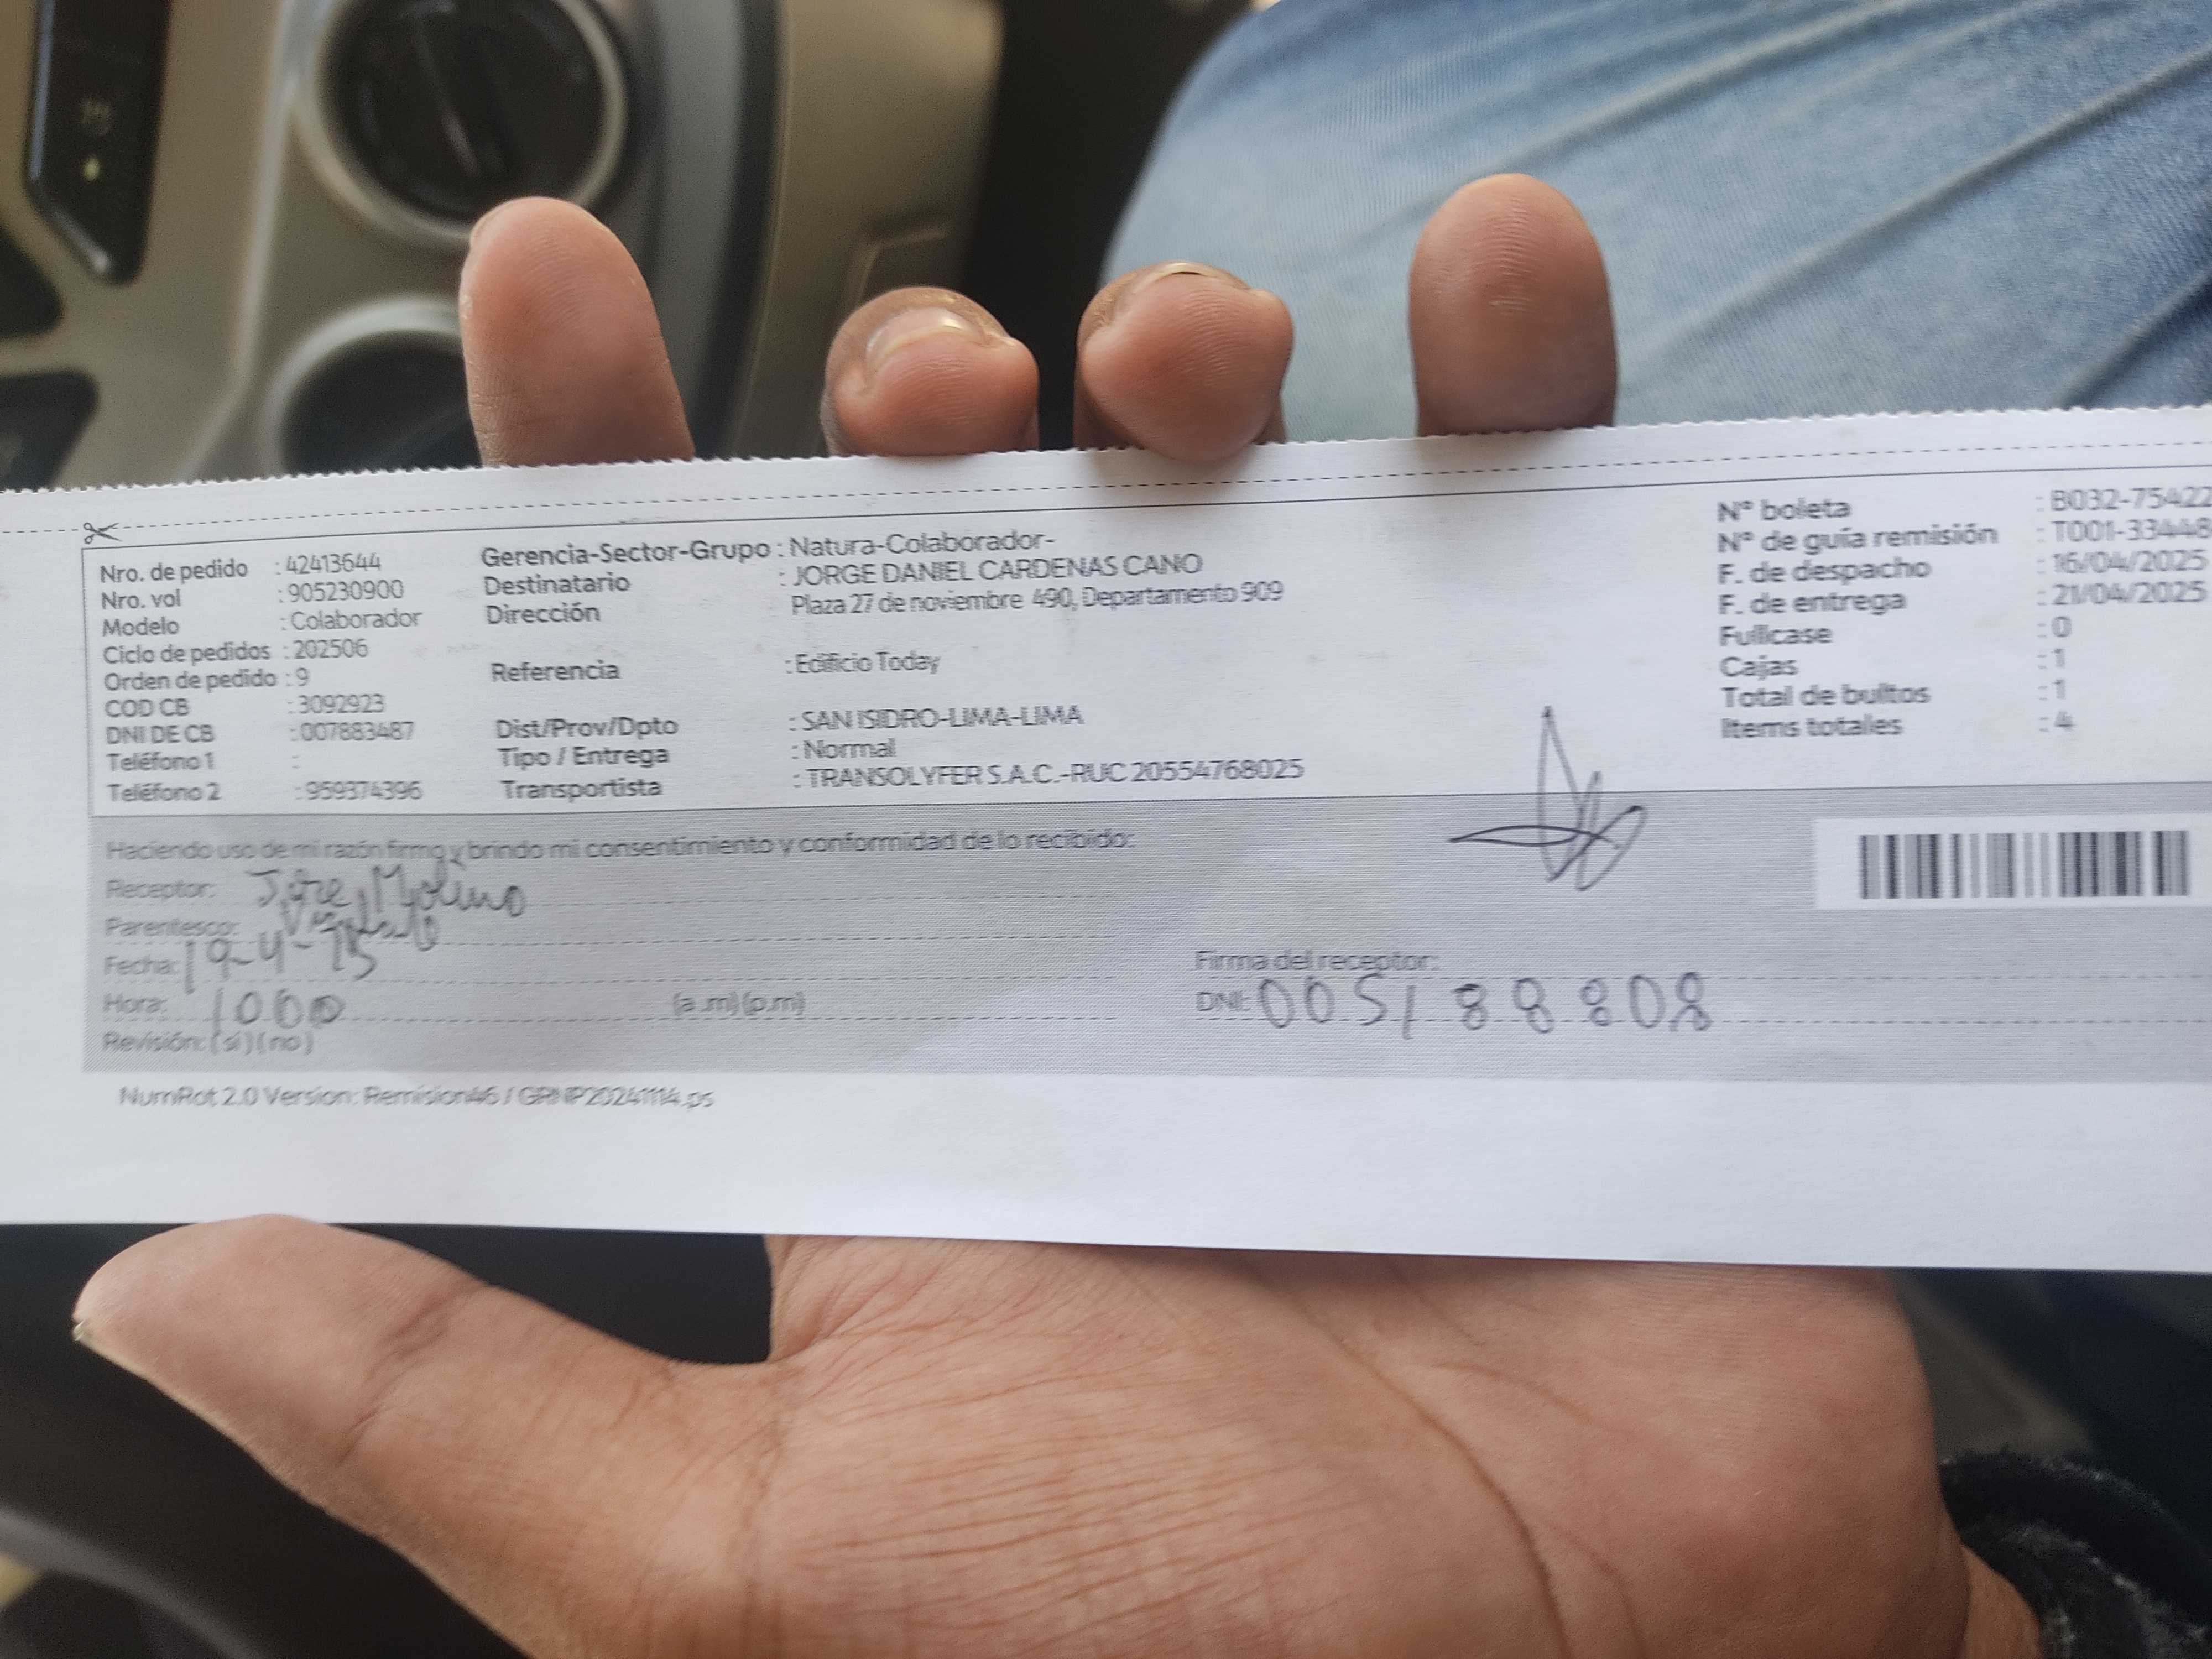 Nro. de pedido : 42413644
Nro. vol : 905230900
Modelo : Colaborador
Ciclo de pedidos : 202506
Orden de pedido : 9
COD CB : 3092923
DNI DE CB : 007883487
Teléfono 1 :
Teléfono 2 : 959374396
Gerencia-Sector-Grupo : Natura-Colaborador-
Destinatario : JORGE DANIEL CARDENAS CANO
Dirección Plaza 27 de noviembre 490, Departamento 909
Referencia : Edificio Today
Dist/Prov/Dpto : SAN ISIDRO-LIMA-LIMA
Tipo / Entrega : Normal
Transportista : TRANSOLYFER S.A.C.-RUC 20554768025
N° boleta : B032-75422
N° de guía remisión : T001-33448
F. de despacho : 16/04/2025
F. de entrega : 21/04/2025
Fullcase : 0
Cajas : 1
Total de bultos : 1
Items totales : 4
Haciendo uso de mi razón firmo y brindo mi consentimiento y conformidad de lo recibido:
Receptor: Molino
Parentesco:
Fecha: 19-4-25
Hora: 1000 (a.m) (p.m)
Revisión: (si) (no)
Firma del receptor:
DNI: 005188808
NumRot 2.0 Version: Remision46 / GRNP20241114.ps